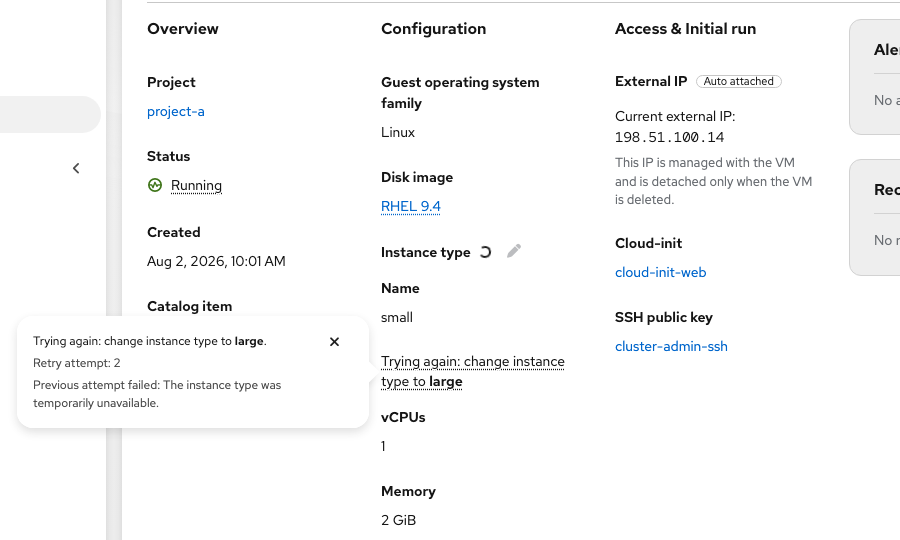 Overview
Project
project-a
Status
Running
Created
Aug 2, 2026, 10:01 AM
Catalog item
Trying again: change instance type to large.
Retry attempt: 2
Previous attempt failed: The instance type was
temporarily unavailable.
Configuration
Guest operating system
family
Linux
Disk image
RHEL 9.4
Instance type
Name
small
Trying again: change instance
type to large
vCPUs
1
Memory
2 GiB
Access & Initial run
External IP Auto attached
Current external IP:
198.51.100.14
This IP is managed with the VM
and is detached only when the VM
is deleted.
Cloud-init
cloud-init-web
SSH public key
cluster-admin-ssh
No
No